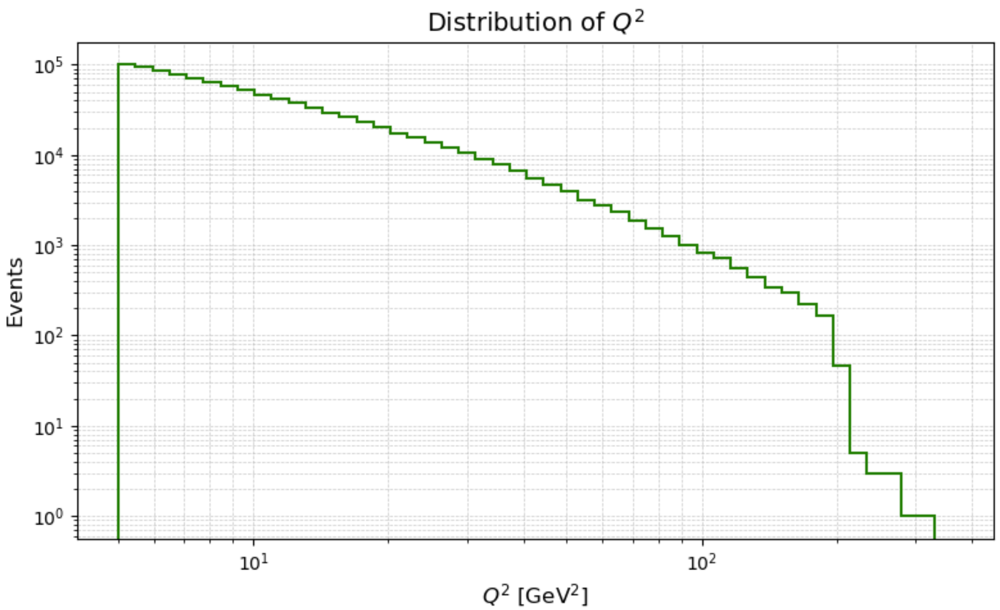 Distribution of Q²
10⁵
10⁴
10³
10²
10¹
10⁰
Events
10¹ 10²
Q² [GeV²]